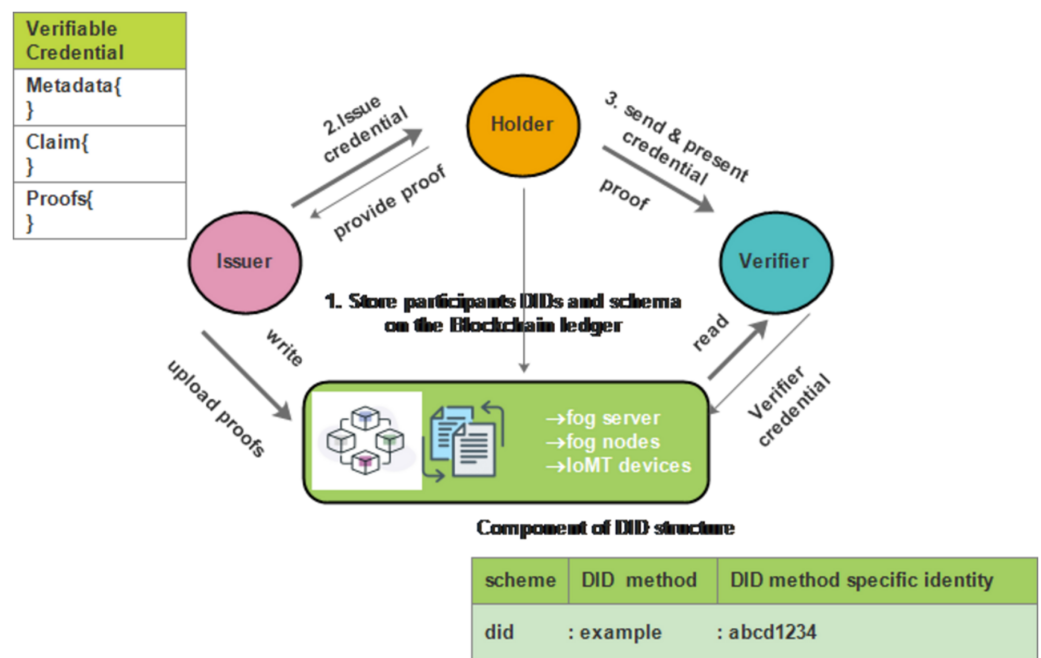 Verifiable
Credential
Metadata{
}
Claim{
}
Proofs{
}
2.Issue
credential
provide proof
Holder
3. send & present
credential
proof
Issuer
Verifier
1. Store participants DIDs and schema
on the Blockchain ledger
write
upload proofs
read
Verifier
credential
→fog server
→fog nodes
→IoMT devices
Component of DID structure
scheme DID method DID method specific identity
did : example : abcd1234